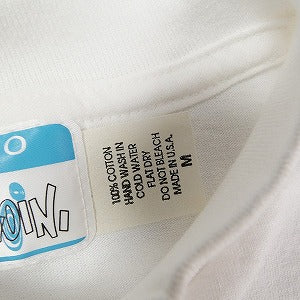 100% COTTON
HAND WASH IN
COLD WATER
FLAT DRY
DO NOT BLEACH
MADE IN U.S.A.
M